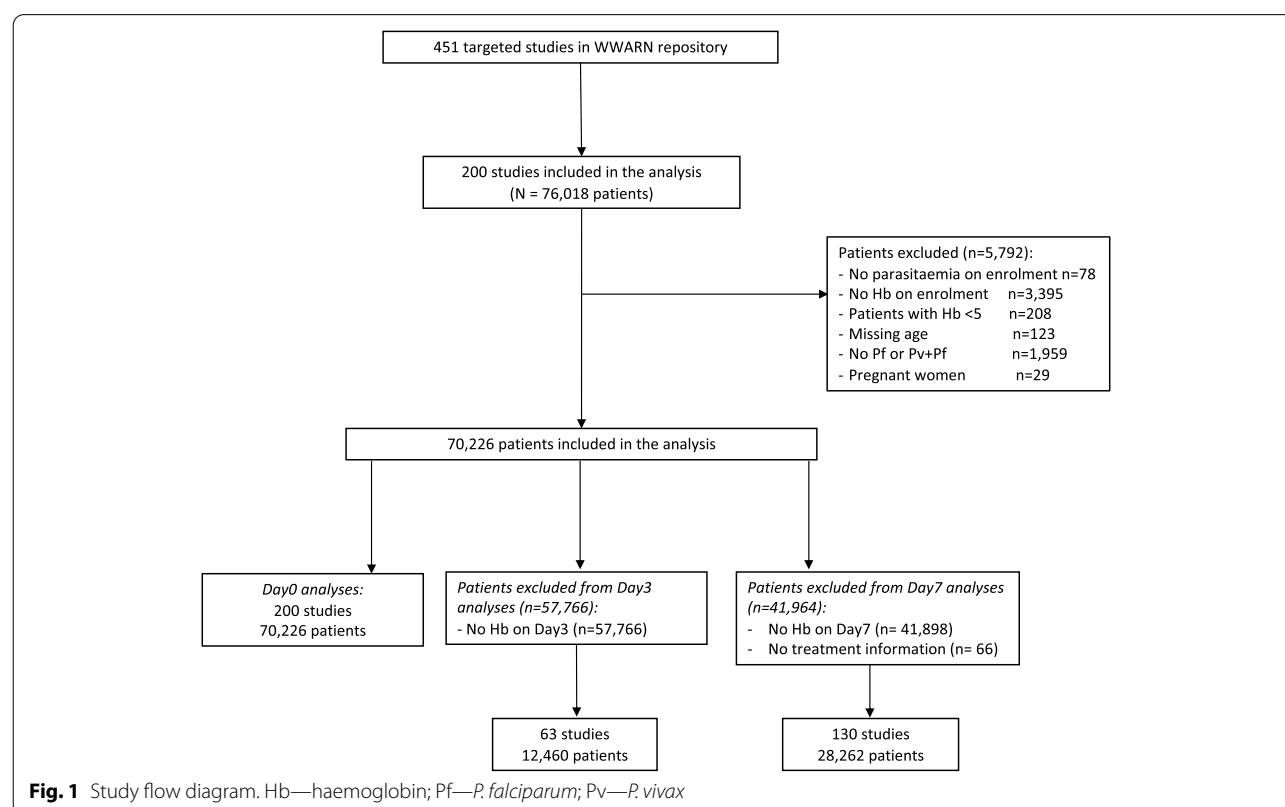 451 targeted studies in WWARN repository
200 studies included in the analysis
(N = 76,018 patients)
Patients excluded (n=5,792):
- No parasitaemia on enrolment n=78
- No Hb on enrolment n=3,395
- Patients with Hb <5 n=208
- Missing age n=123
- No Pf or Pv+Pf n=1,959
- Pregnant women n=29
70,226 patients included in the analysis
Day0 analyses:
200 studies
70,226 patients
Patients excluded from Day3
analyses (n=57,766):
- No Hb on Day3 (n=57,766)
Patients excluded from Day7 analyses
(n=41,964):
- No Hb on Day7 (n= 41,898)
- No treatment information (n= 66)
63 studies
12,460 patients
130 studies
28,262 patients
Fig. 1 Study flow diagram. Hb—haemoglobin; Pf—P. falciparum; Pv—P. vivax